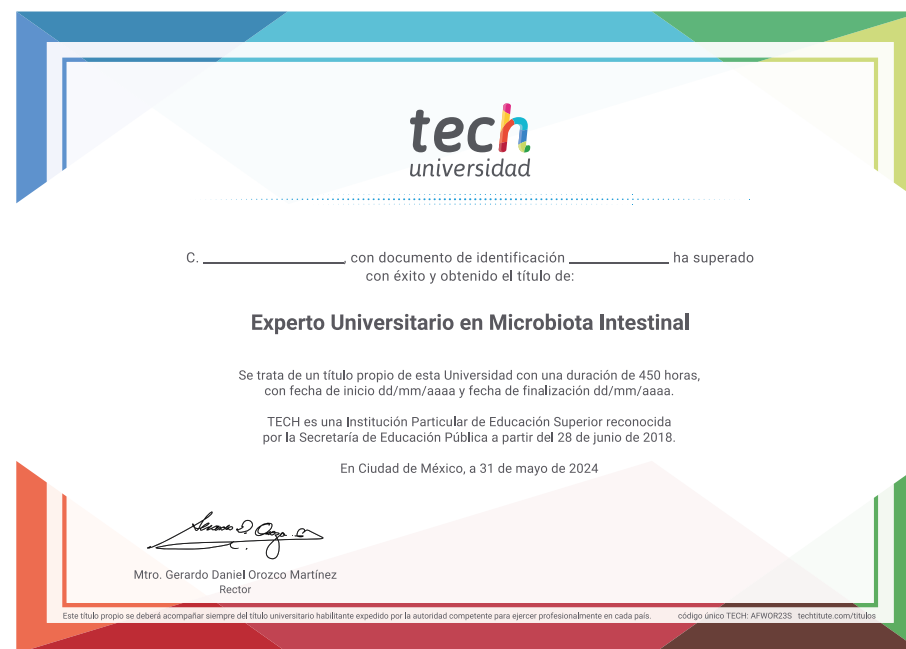 tech
universidad
C. ____________, con documento de identificación ____________ ha superado
con éxito y obtenido el título de:
Experto Universitario en Microbiota Intestinal
Se trata de un título propio de esta Universidad con una duración de 450 horas,
con fecha de inicio dd/mm/aaaa y fecha de finalización dd/mm/aaaa.
TECH es una Institución Particular de Educación Superior reconocida
por la Secretaría de Educación Pública a partir del 28 de junio de 2018.
En Ciudad de México, a 31 de mayo de 2024
Mtro. Gerardo Daniel Orozco Martínez
Rector
Este título propio se deberá acompañar siempre del título universitario habilitante expedido por la autoridad competente para ejercer profesionalmente en cada país. código único TECH: AFWOR23S techtitute.com/titulos